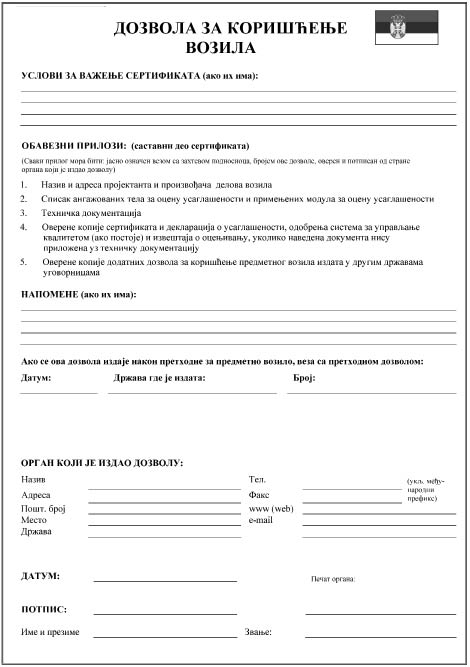 ДОЗВОЛА ЗА КОРИШЋЕЊЕ
ВОЗИЛА
УСЛОВИ ЗА ВАЖЕЊЕ СЕРТИФИКАТА (ако их има):
ОБАВЕЗНИ ПРИЛОЗИ: (саставни део сертификата)
(Сваки прилог мора бити: јасно означен везом са захтевом подносиоца, бројем ове дозволе, оверен и потписан од стране
органа који је издао дозволу)
1. Назив и адреса пројектанта и произвођача делова возила
2. Списак ангажованих тела за оцену усаглашености и примењених модула за оцену усаглашености
3. Техничка документација
4. Оверене копије сертификата и декларација о усаглашености, одобрења система за управљање
квалитетом (ако постоје) и извештаја о оцењивању, уколико наведена документа нису
приложена уз техничку документацију
5. Оверене копије додатних дозвола за коришћење предметног возила издата у другим државама
уговорницама
НАПОМЕНЕ (ако их има):
Ако се ова дозвола издаје након претходне за предметно возило, веза са претходном дозволом:
Датум: Држава где је издата: Број:
ОРГАН КОЈИ ЈЕ ИЗДАО ДОЗВОЛУ:
Назив Тел. (укљ. међу-
Адреса Факс народни
Пошт. број www (web) префикс)
Место e-mail
Држава
ДАТУМ: Печат органа:
ПОТПИС:
Име и презиме Звање: